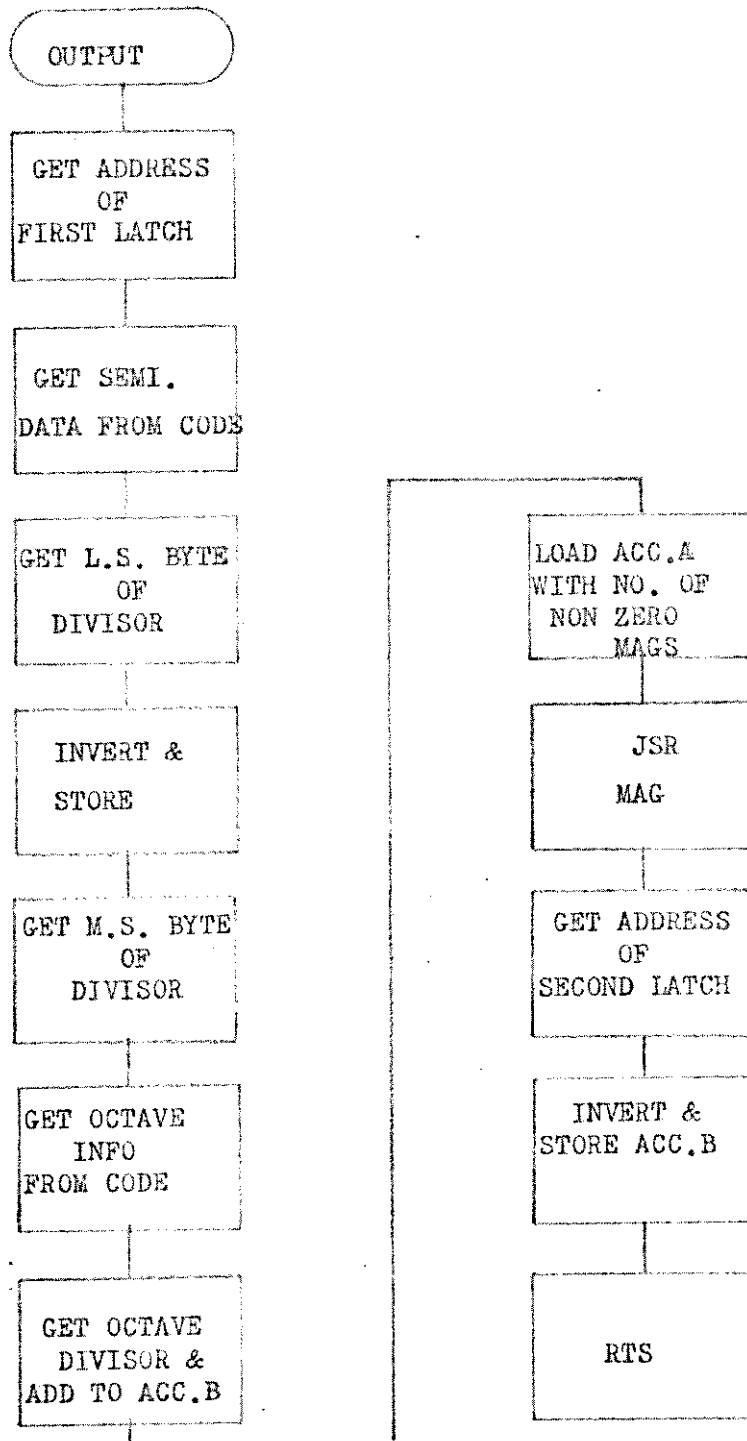 OUTPUT
GET ADDRESS
OF
FIRST LATCH
GET SEMI.
DATA FROM CODE
GET L.S. BYTE
OF
DIVISOR
INVERT &
STORE
GET M.S. BYTE
OF
DIVISOR
GET OCTAVE
INFO
FROM CODE
GET OCTAVE
DIVISOR &
ADD TO ACC.B
LOAD ACC.A
WITH NO. OF
NON ZERO
MAGS
JSR
MAG
GET ADDRESS
OF
SECOND LATCH
INVERT &
STORE ACC.B
RTS